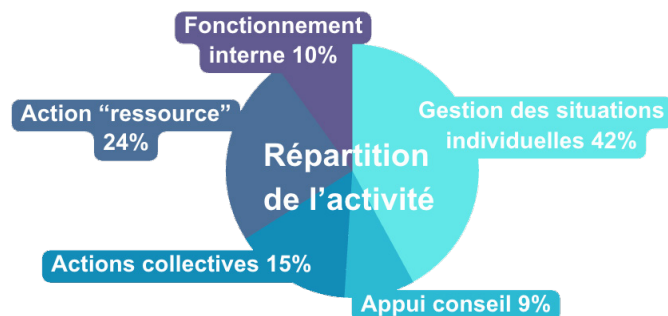 Fonctionnement
interne 10%
Action “ressource”
24%
Gestion des situations
individuelles 42%
Répartition
de l’activité
Actions collectives 15%
Appui conseil 9%